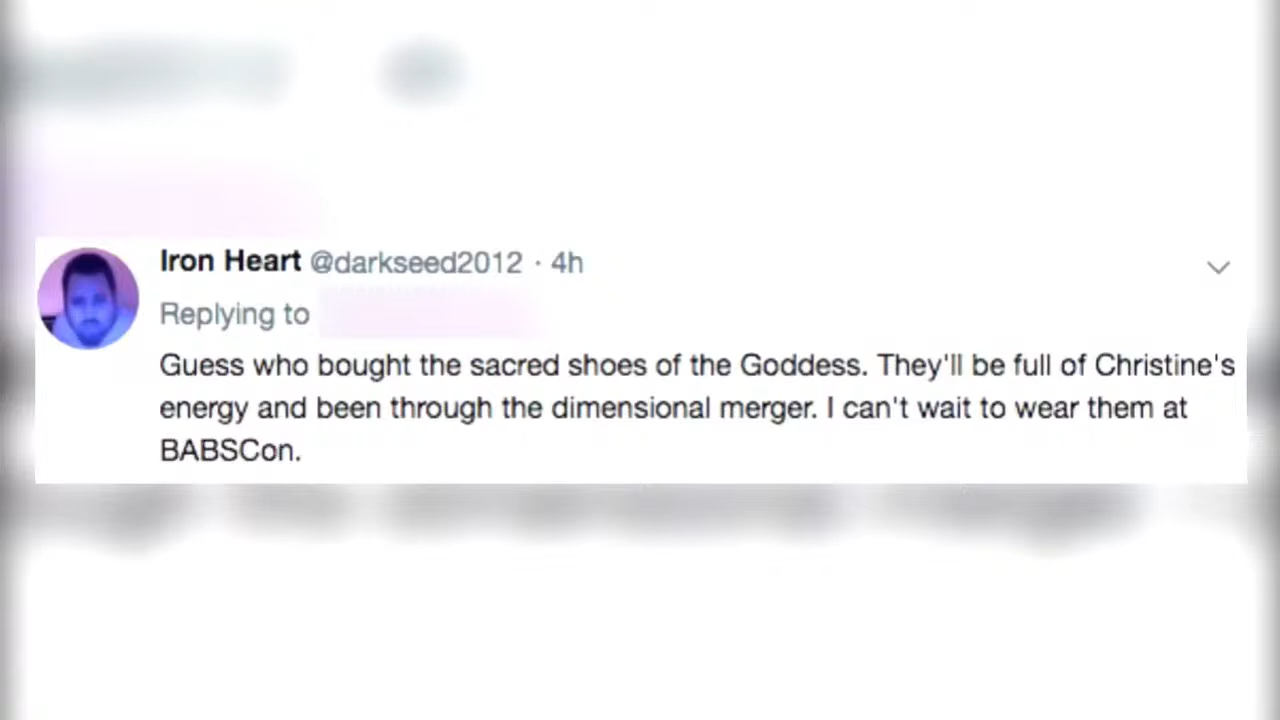 Iron Heart @darkseed2012 · 4h
Replying to
Guess who bought the sacred shoes of the Goddess. They'll be full of Christine's
energy and been through the dimensional merger. I can't wait to wear them at
BABSCon.